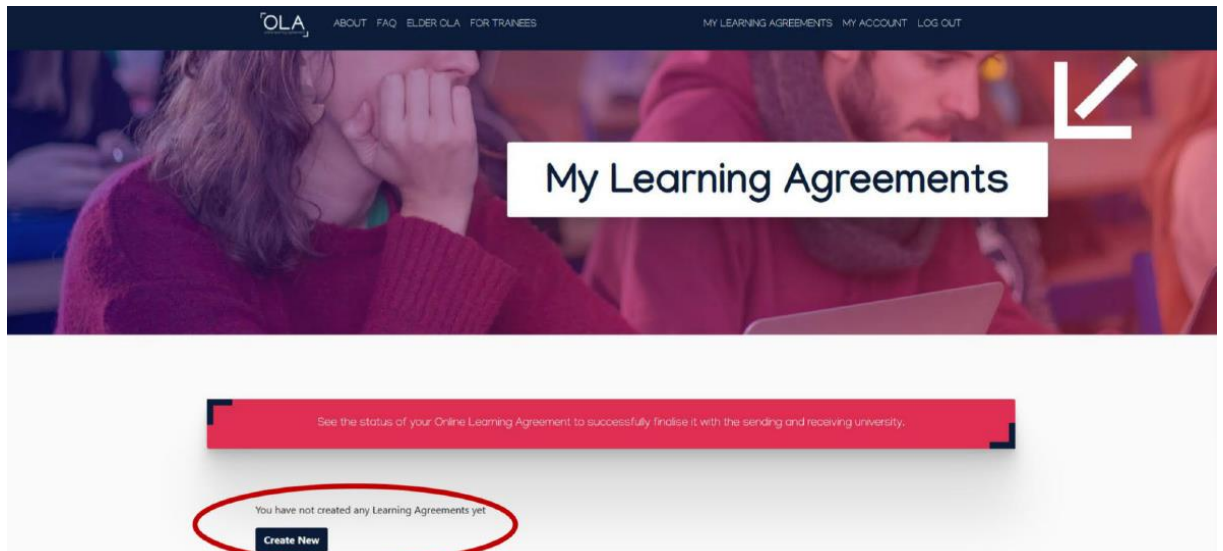 OLA
ABOUT FAQ ELDER OLA FOR TRAINEES MY LEARNING AGREEMENTS MY ACCOUNT LOG OUT
My Learning Agreements
See the status of your Online Learning Agreement to successfully finalise it with the sending and receiving university.
You have not created any Learning Agreements yet
Create New